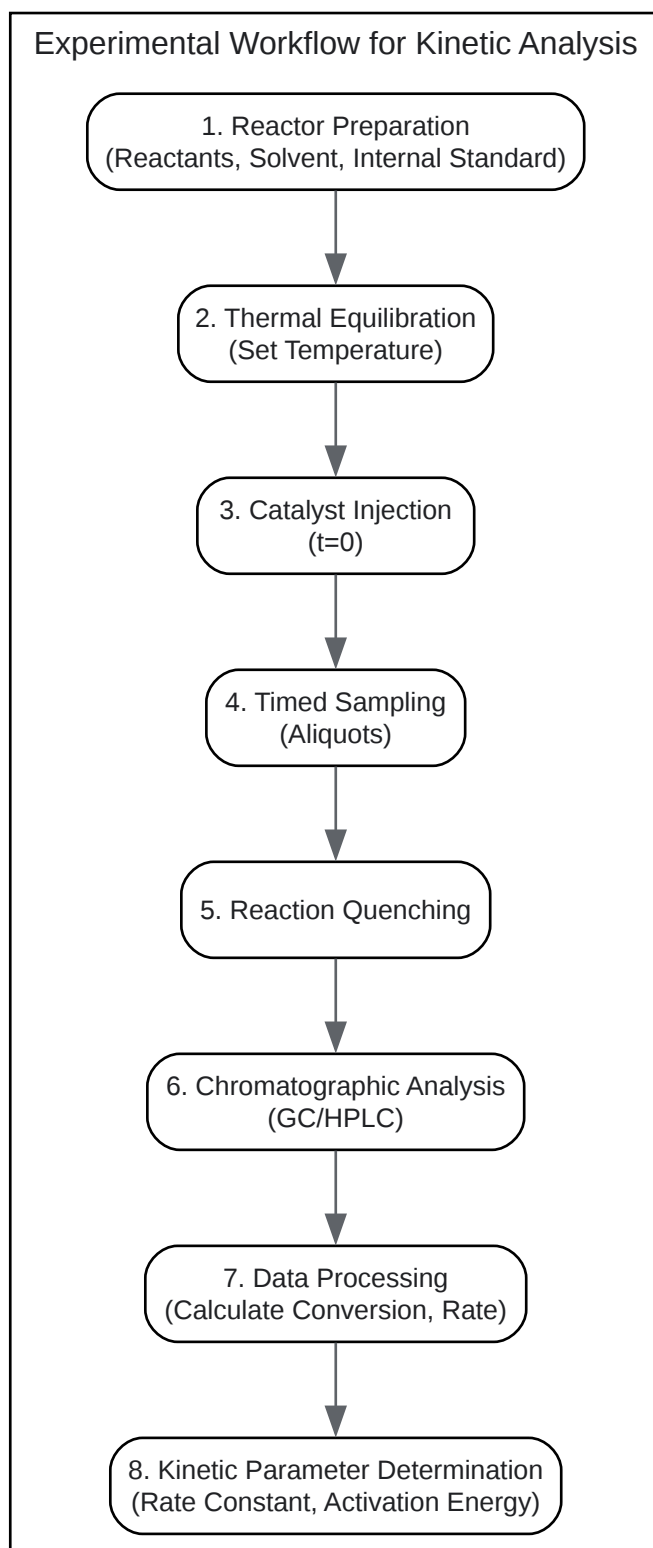 Experimental Workflow for Kinetic Analysis
1. Reactor Preparation
(Reactants, Solvent, Internal Standard)
2. Thermal Equilibration
(Set Temperature)
3. Catalyst Injection
(t=0)
4. Timed Sampling
(Aliquots)
5. Reaction Quenching
6. Chromatographic Analysis
(GC/HPLC)
7. Data Processing
(Calculate Conversion, Rate)
8. Kinetic Parameter Determination
(Rate Constant, Activation Energy)